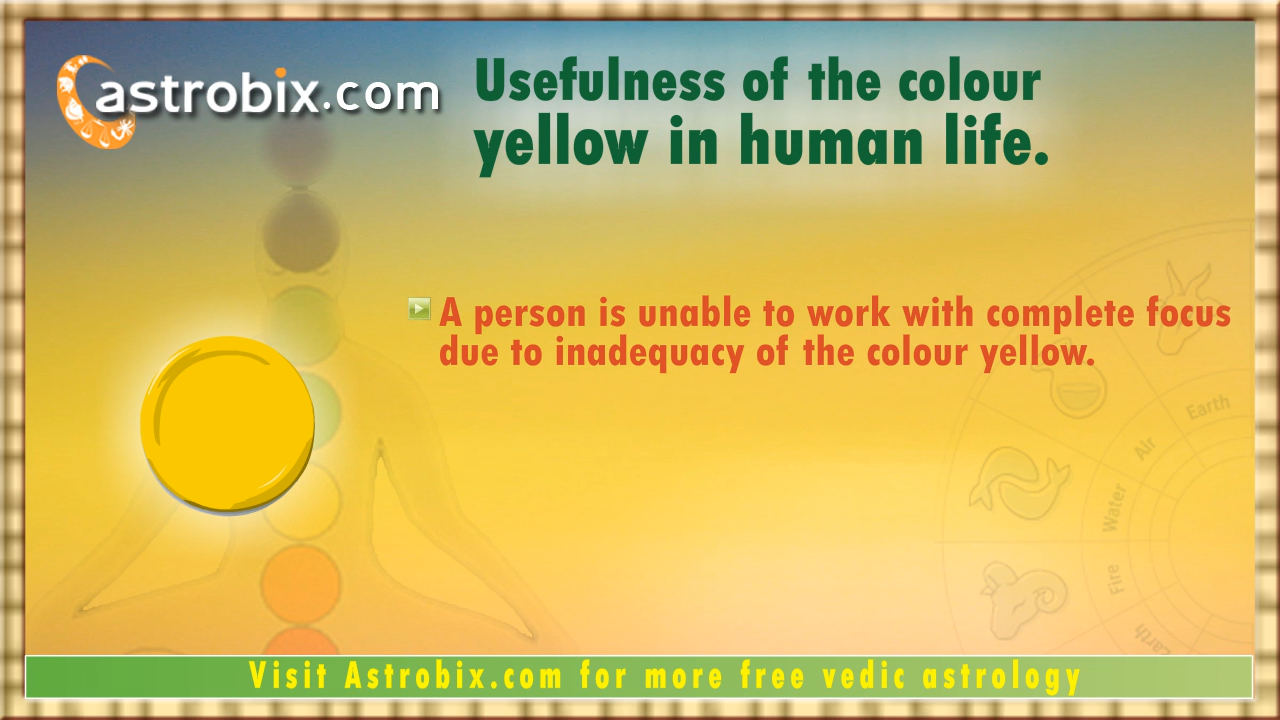 astrobix.com
Usefulness of the colour
yellow in human life.
A person is unable to work with complete focus
due to inadequacy of the colour yellow.
Earth
Air
Water
Fire
Earth
Visit Astrobix.com for more free vedic astrology